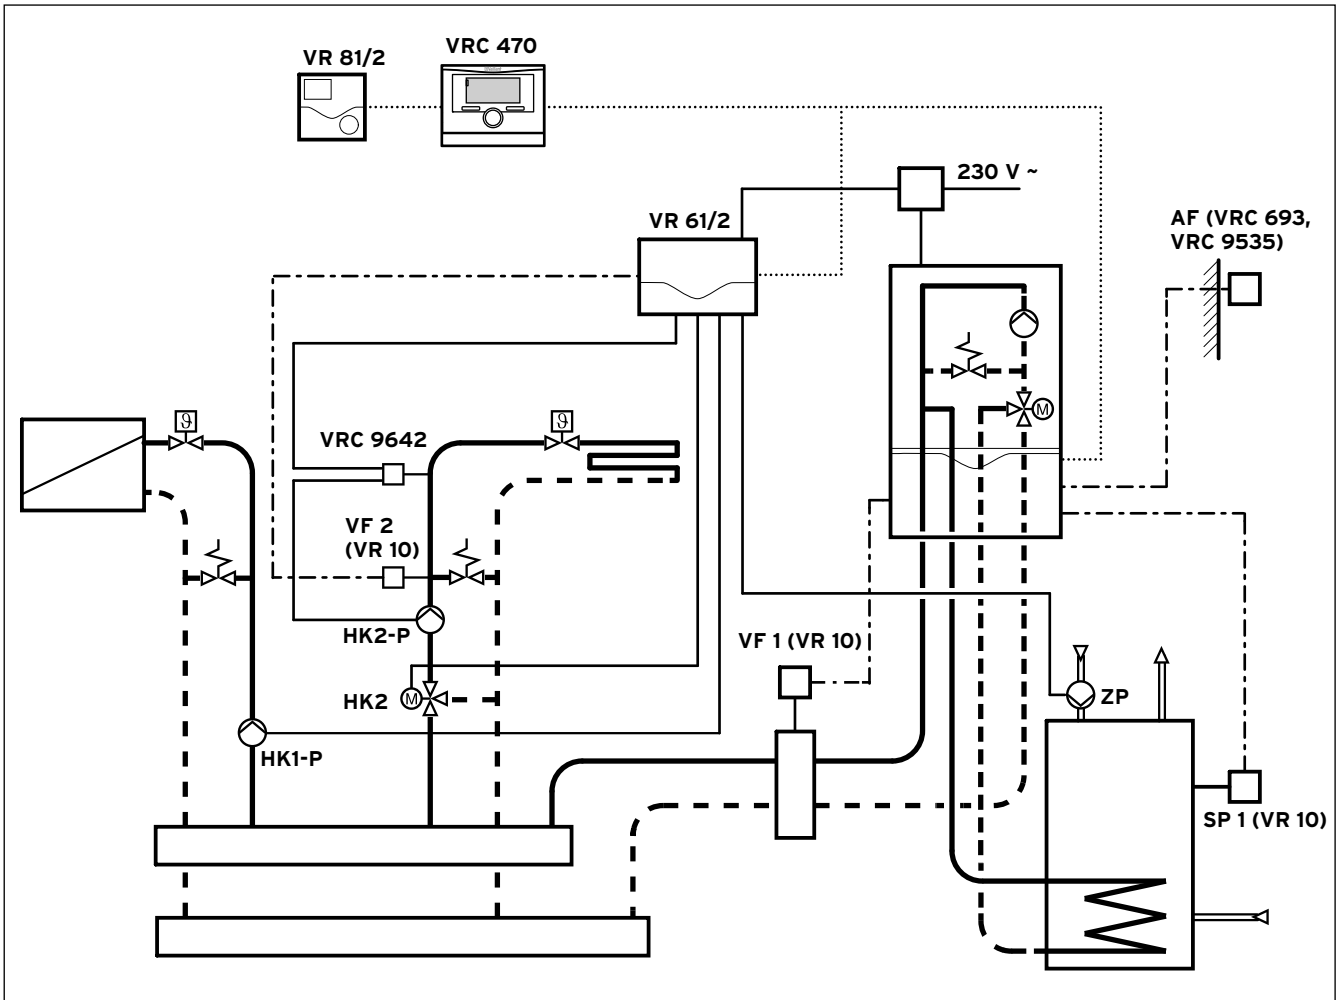 VR 81/2
VRC 470
230 V ~
VR 61/2
AF (VRC 693,
VRC 9535)
ϑ
ϑ
M
VRC 9642
VF 2
(VR 10)
HK2-P
VF 1 (VR 10)
HK2
M
ZP
HK1-P
SP 1 (VR 10)